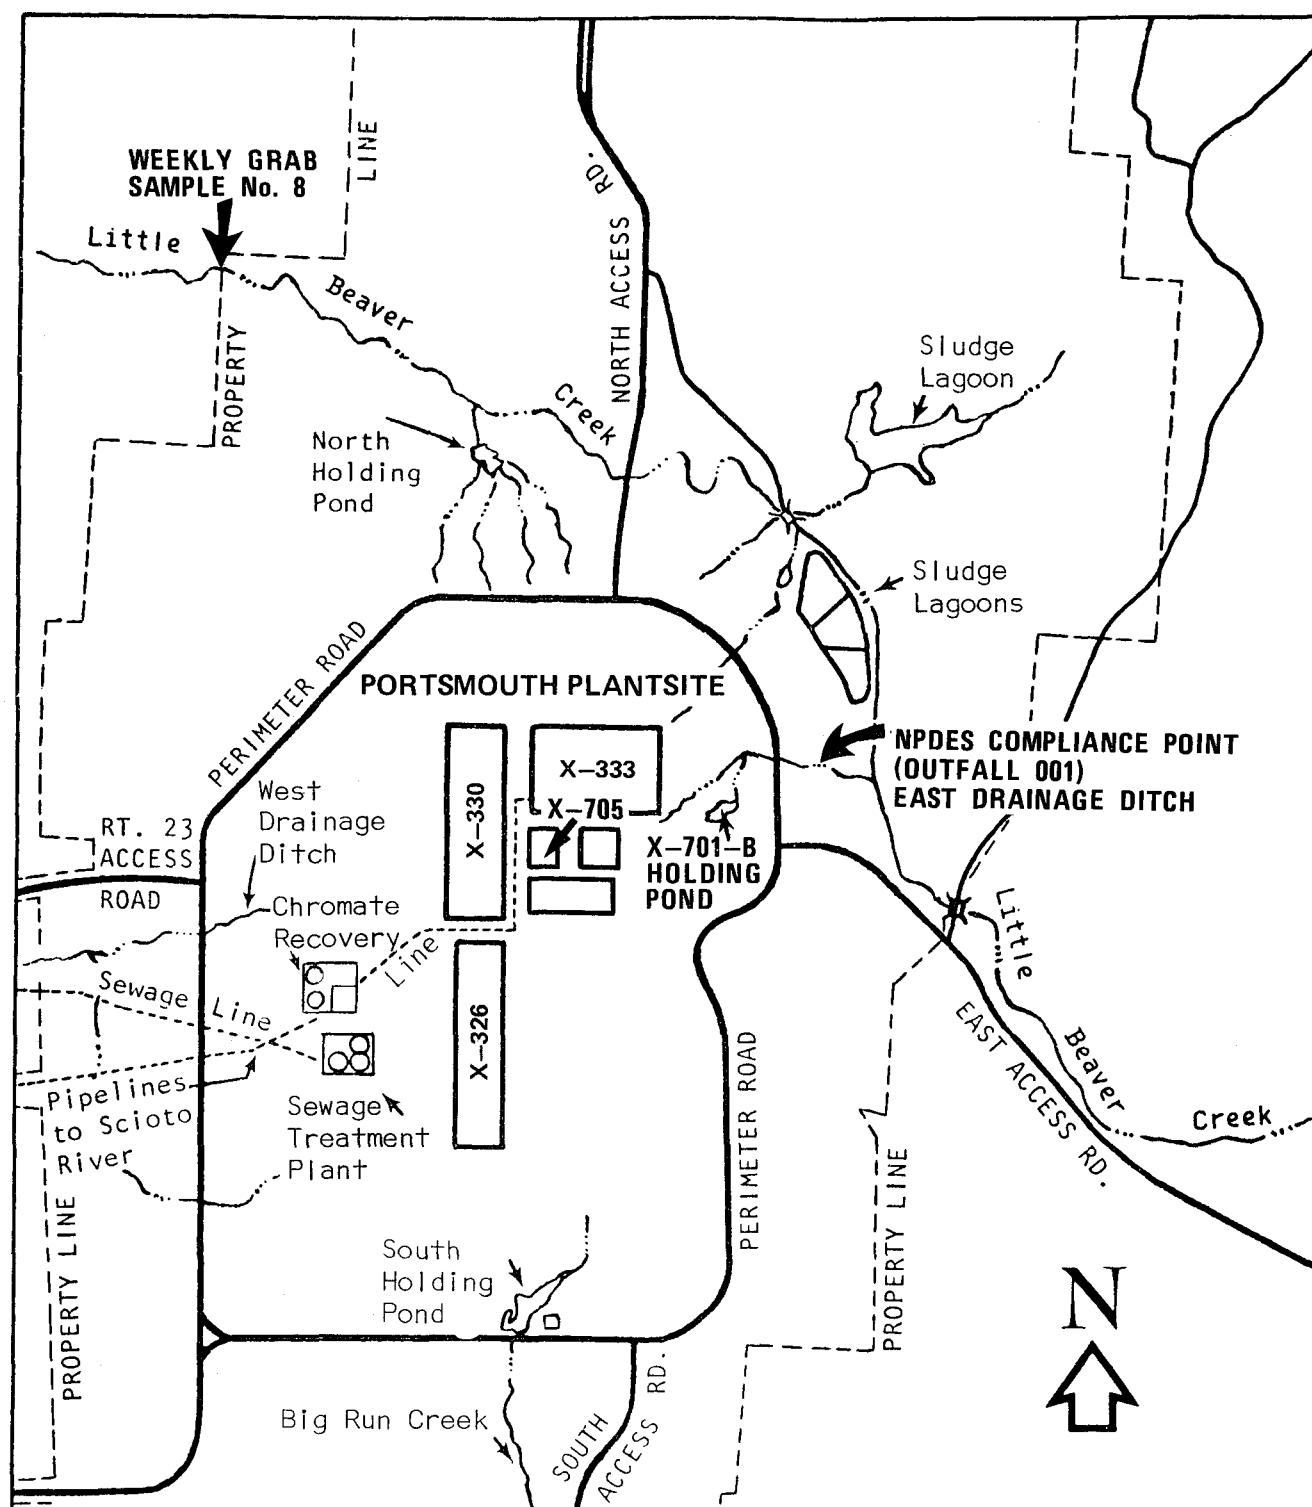 LINE
WEEKLY GRAB
SAMPLE No. 8
Little
Beaver
Creek
PROPERTY
NORTH ACCESS RD.
Sludge
Lagoon
North
Holding
Pond
Sludge
Lagoons
PERIMETER ROAD
PORTSMOUTH PLANTSITE
NPDES COMPLIANCE POINT
(OUTFALL 001)
EAST DRAINAGE DITCH
X-330
X-333
X-705
X-701-B
HOLDING
POND
West
Drainage
Ditch
RT. 23
ACCESS
ROAD
Chromate
Recovery
Line
Sewage Line
X-326
Little
Beaver
Creek
EAST ACCESS RD.
Pipelines
to Scioto
River
Sewage
Treatment
Plant
PERIMETER ROAD
PROPERTY LINE
PROPERTY LINE
South
Holding
Pond
N
Big Run Creek
SOUTH
ACCESS RD.